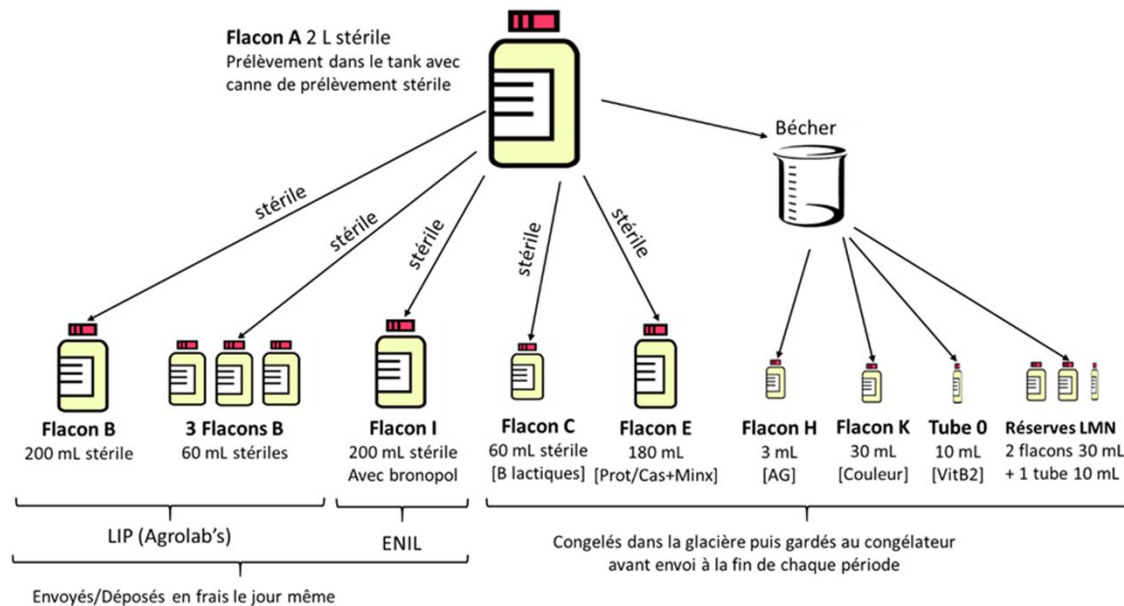 Flacon A 2 L stérile
Prélèvement dans le tank avec
canne de prélèvement stérile
Bécher
stérile
stérile
stérile
stérile
stérile
Flacon B
200 mL stérile
3 Flacons B
60 mL stériles
Flacon I
200 mL stérile
Avec bronopol
Flacon C
60 mL stérile
[B lactiques]
Flacon E
180 mL
[Prot/Cas+Minx]
Flacon H
3 mL
[AG]
Flacon K
30 mL
[Couleur]
Tube 0
10 mL
[VitB2]
Réserves LMN
2 flacons 30 mL
+ 1 tube 10 mL
LIP (Agrolab’s)
ENIL
Congelés dans la glacière puis gardés au congélateur
avant envoi à la fin de chaque période
Envoyés/Déposés en frais le jour même